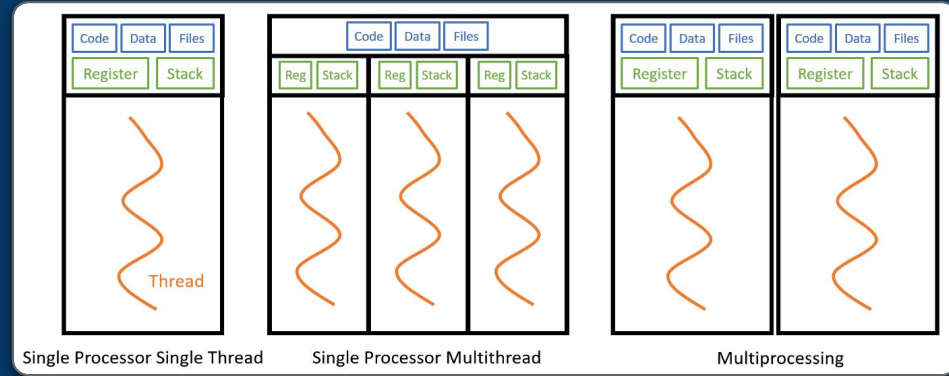 Code Data Files
Register Stack
Thread
Single Processor Single Thread
Code Data Files
Reg Stack Reg Stack Reg Stack
Single Processor Multithread
Code Data Files
Register Stack
Code Data Files
Register Stack
Multiprocessing